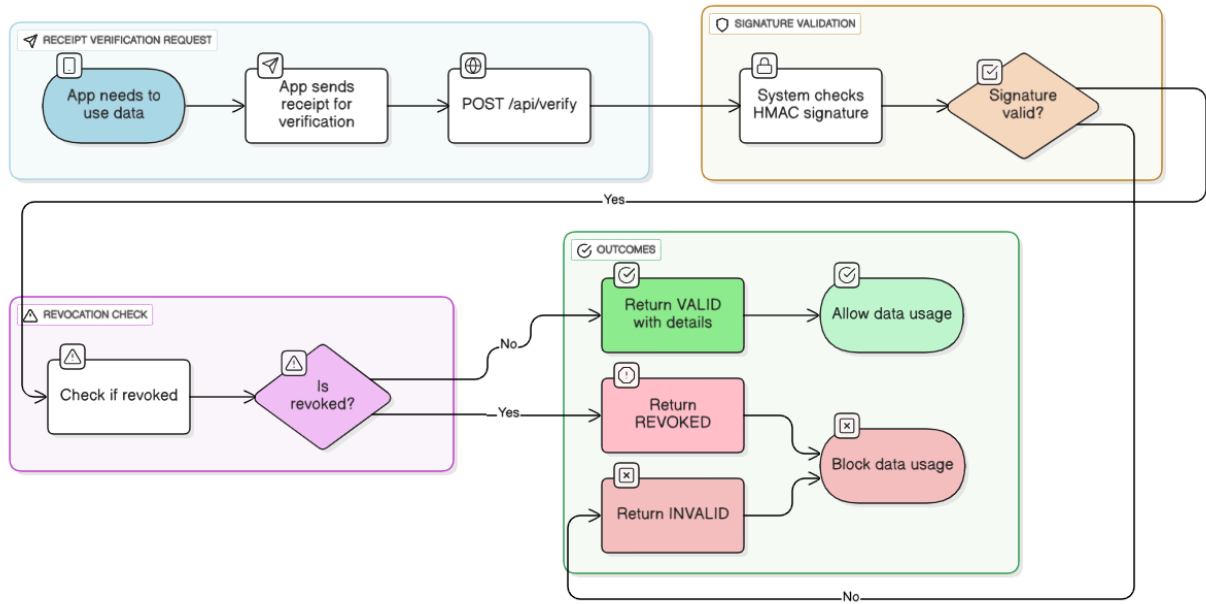 RECEIPT VERIFICATION REQUEST
App needs to
use data
App sends
receipt for
verification
POST /api/verify
SIGNATURE VALIDATION
System checks
HMAC signature
Signature
valid?
Yes
REVOCATION CHECK
Check if revoked
Is
revoked?
No
Yes
OUTCOMES
Return VALID
with details
Allow data usage
Return
REVOKED
Block data usage
Return INVALID
No